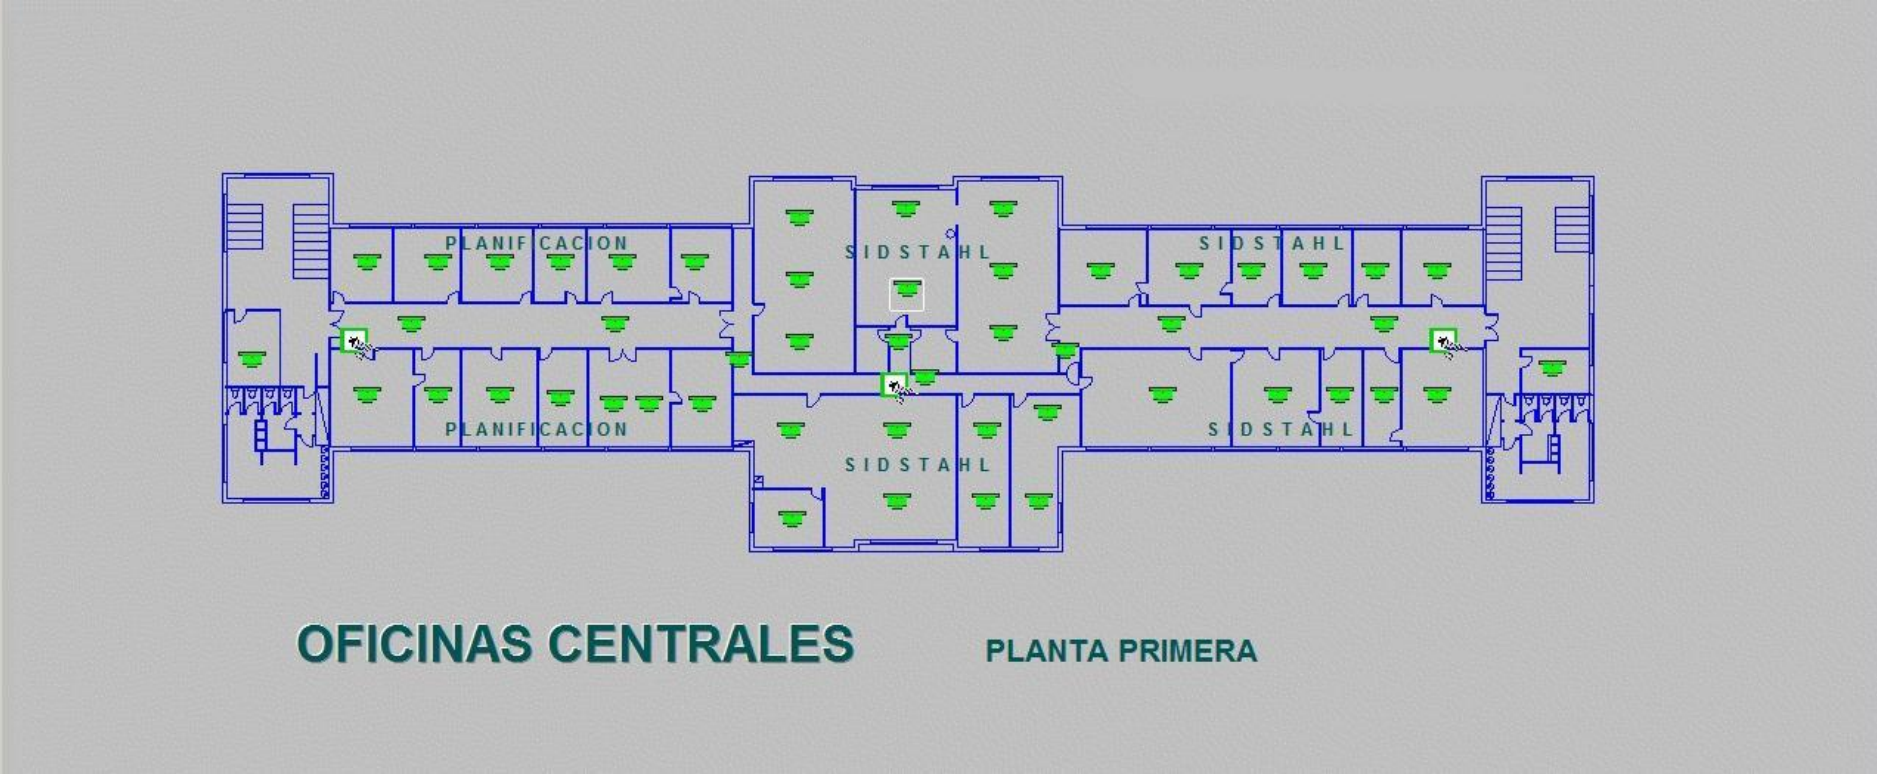 PLANIFICACION
SIDSTAHL
SIDSTAHL
PLANIFICACION
SIDSTAHL
SIDSTAHL
OFICINAS CENTRALES
PLANTA PRIMERA